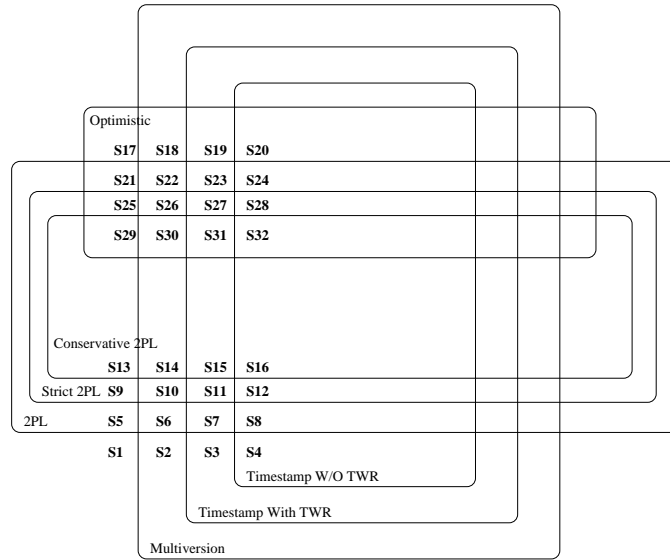 Optimistic
S17 S18 S19 S20
S21 S22 S23 S24
S25 S26 S27 S28
S29 S30 S31 S32
Conservative 2PL
S13 S14 S15 S16
Strict 2PL S9 S10 S11 S12
2PL S5 S6 S7 S8
S1 S2 S3 S4
Timestamp W/O TWR
Timestamp With TWR
Multiversion